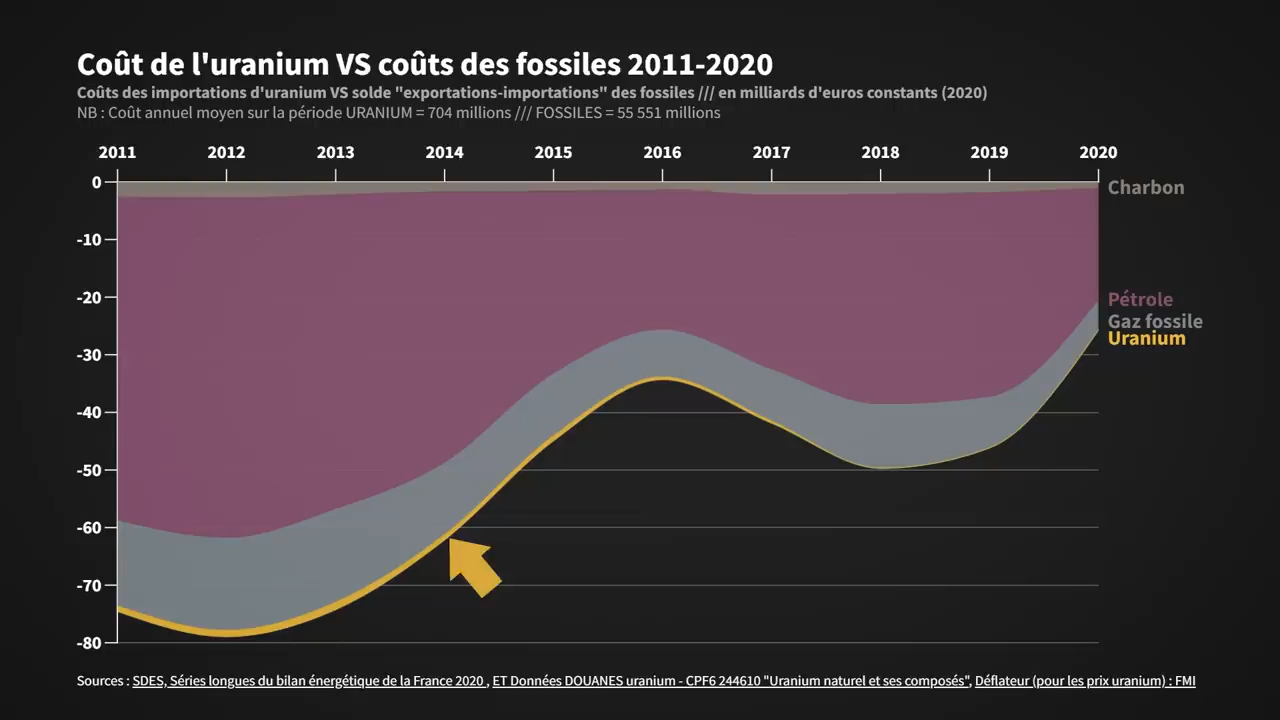 Coût de l'uranium VS coûts des fossiles 2011-2020
Coûts des importations d'uranium VS solde "exportations-importations" des fossiles /// en milliards d'euros constants (2020)
NB : Coût annuel moyen sur la période URANIUM = 704 millions /// FOSSILES = 55 551 millions
2011 2012 2013 2014 2015 2016 2017 2018 2019 2020
0
Charbon
-10
-20
Pétrole
Gaz fossile
Uranium
-30
-40
-50
-60
-70
-80
Sources : SDES, Séries longues du bilan énergétique de la France 2020 , ET Données DOUANES uranium - CPF6 244610 "Uranium naturel et ses composés", Déflateur (pour les prix uranium) : FMI